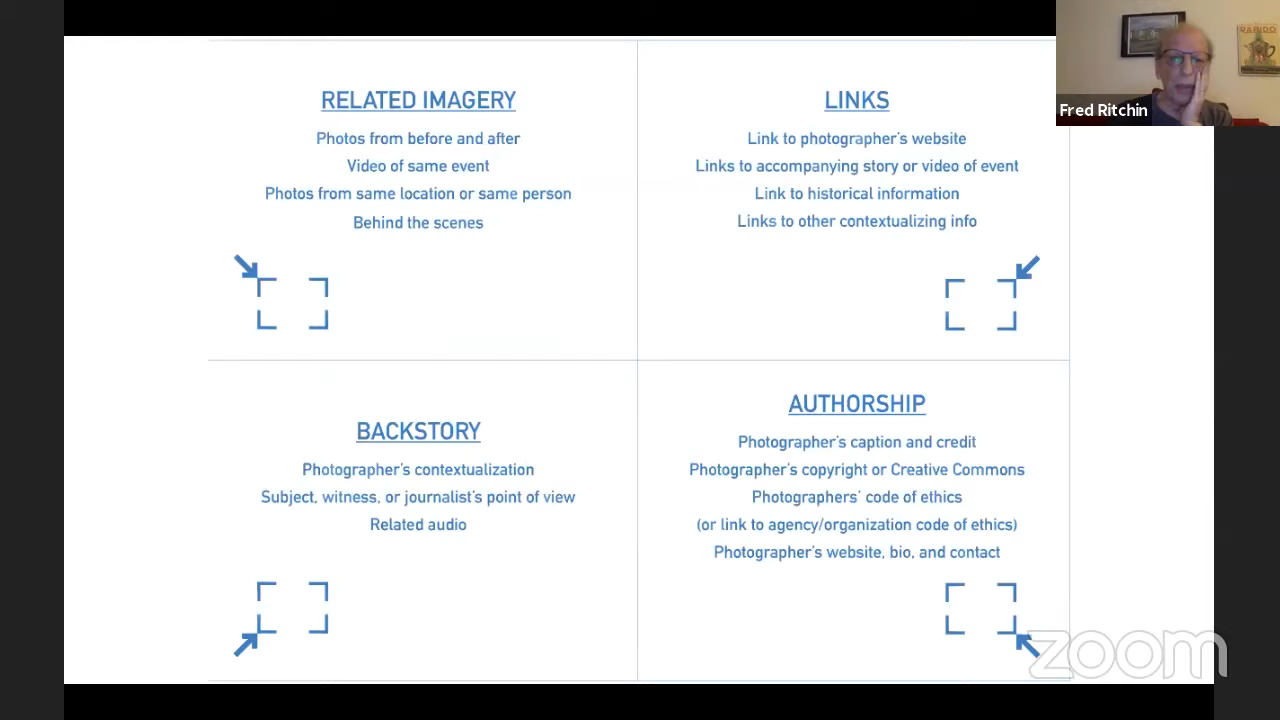 RELATED IMAGERY
Photos from before and after
Video of same event
Photos from same location or same person
Behind the scenes
LINKS
Link to photographer's website
Links to accompanying story or video of event
Link to historical information
Links to other contextualizing info
BACKSTORY
Photographer's contextualization
Subject, witness, or journalist's point of view
Related audio
AUTHORSHIP
Photographer's caption and credit
Photographer's copyright or Creative Commons
Photographers' code of ethics
(or link to agency/organization code of ethics)
Photographer's website, bio, and contact
RAPIDO
Fred Ritchin
zoom